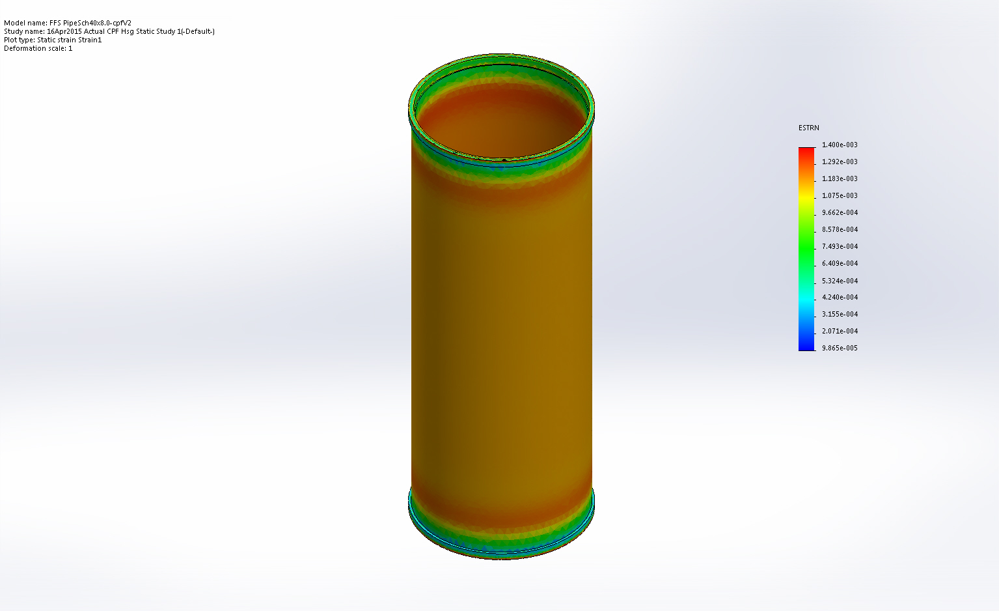 Model name: FFS PipeSch40x8.0-cpfV2
Study name: 16Apr2015 Actual CPF Hsg Static Study 1(-Default-)
Plot type: Static strain Strain1
Deformation scale: 1
ESTRN
1.400e-003
1.292e-003
1.183e-003
1.075e-003
9.662e-004
8.578e-004
7.493e-004
6.409e-004
5.324e-004
4.240e-004
3.155e-004
2.071e-004
9.865e-005